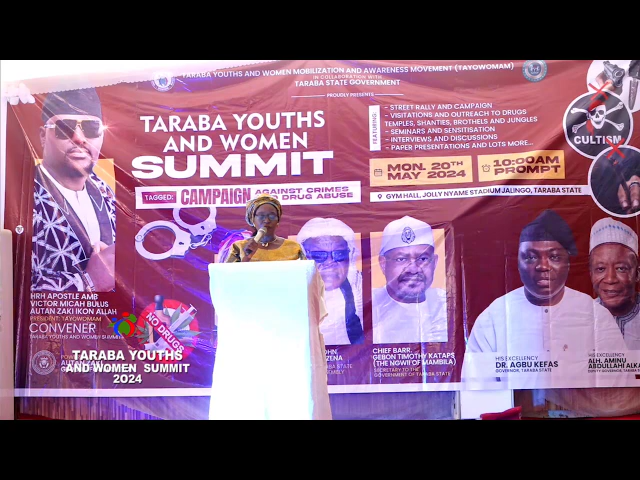 TARABA YOUTHS AND WOMEN MOBILIZATION AND AWARENESS MOVEMENT (TAYOWOMAM)
IN COLLABORATION WITH
TARABA STATE GOVERNMENT
PROUDLY PRESENTS
TARABA YOUTHS
AND WOMEN
SUMMIT
TAGGED: CAMPAIGN AGAINST CRIMES
DRUG ABUSE
FEATURING:
- STREET RALLY AND CAMPAIGN
- VISITATIONS AND OUTREACH TO DRUGS
TEMPLES, SHANTIES, BROTHELS AND JUNGLES
- SEMINARS AND SENSITISATION
- INTERVIEWS AND DISCUSSIONS
- PAPER PRESENTATIONS AND LOTS MORE...
MON. 20TH
MAY 2024
10:00AM
PROMPT
GYM HALL, JOLLY NYAME STADIUM JALINGO, TARABA STATE
CULTISM
HRH APOSTLE AMB
VICTOR MICAH BULUS
AUTAN ZAKI IKON ALLAH
PRESIDENT: TAYOWOMAM
CONVENER
TARABA YOUTHS AND WOMEN SUMMIT
NO DRUGS
TARABA YOUTHS
AND WOMEN SUMMIT
2024
CHIEF BARR.
GEBON TIMOTHY KATAPS
(THE NGWII OF MAMBILA)
SECRETARY TO THE
GOVERNMENT OF TARABA STATE
HIS EXCELLENCY
DR. AGBU KEFAS
GOVERNOR, TARABA STATE
HIS EXCELLENCY
ALH. AMINU
ABDULLAHI ALKA